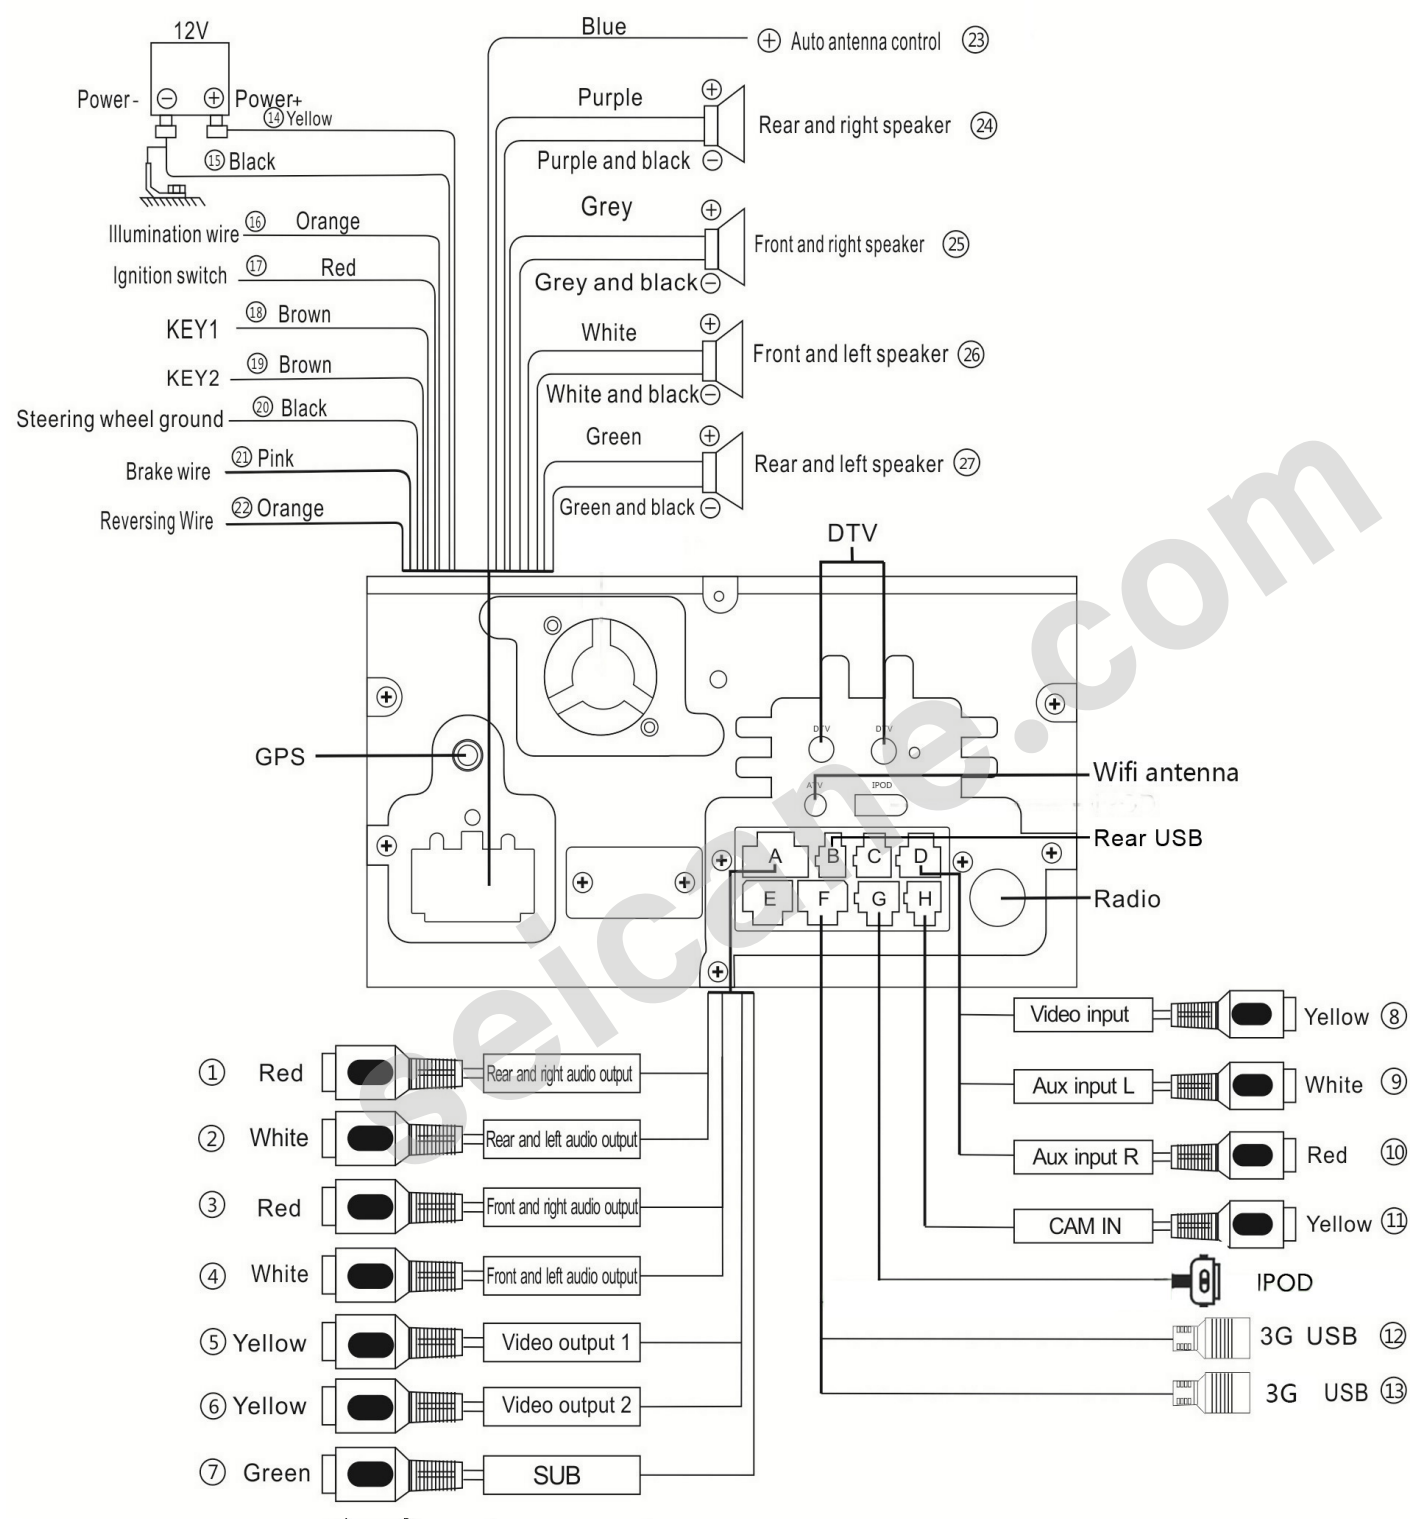 12V
Blue
⊕ Auto antenna control ㉓
Power- ⊖ ⊕ Power+
⑭ Yellow
⑮ Black
Purple ⊕
Rear and right speaker ㉔
Purple and black ⊖
Illumination wire ⑯ Orange
Grey ⊕
Front and right speaker ㉕
Grey and black ⊖
Ignition switch ⑰ Red
KEY1 ⑱ Brown
White ⊕
Front and left speaker ㉖
White and black ⊖
KEY2 ⑲ Brown
Steering wheel ground ⑳ Black
Green ⊕
Rear and left speaker ㉗
Green and black ⊖
Brake wire ㉑ Pink
Reversing Wire ㉒ Orange
DTV
DTV DTV
GPS
Wifi antenna
ATV IPOD
Rear USB
A B C D
E F G H
Radio
① Red Rear and right audio output
② White Rear and left audio output
③ Red Front and right audio output
④ White Front and left audio output
⑤ Yellow Video output 1
⑥ Yellow Video output 2
⑦ Green SUB
Video input Yellow ⑧
Aux input L White ⑨
Aux input R Red ⑩
CAM IN Yellow ⑪
IPOD
3G USB ⑫
3G USB ⑬
seicane.com